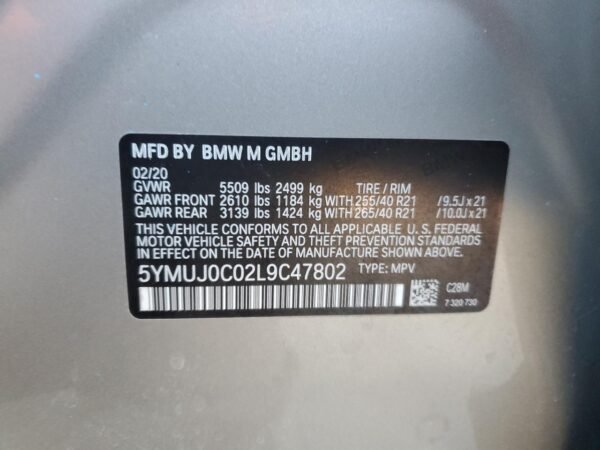 MFD BY BMW M GMBH
02/20
GVWR 5509 lbs 2499 kg TIRE / RIM
GAWR FRONT 2610 lbs 1184 kg WITH 255/40 R21 /9.5J x 21
GAWR REAR 3139 lbs 1424 kg WITH 265/40 R21 /10.0J x 21
THIS VEHICLE CONFORMS TO ALL APPLICABLE U. S. FEDERAL
MOTOR VEHICLE SAFETY, BUMPER, AND THEFT PREVENTION
STANDARDS IN EFFECT ON THE DATE OF MANUFACTURE SHOWN ABOVE.
5YMUJ0C02L9C47802 TYPE: MPV
C28M
7 320 730